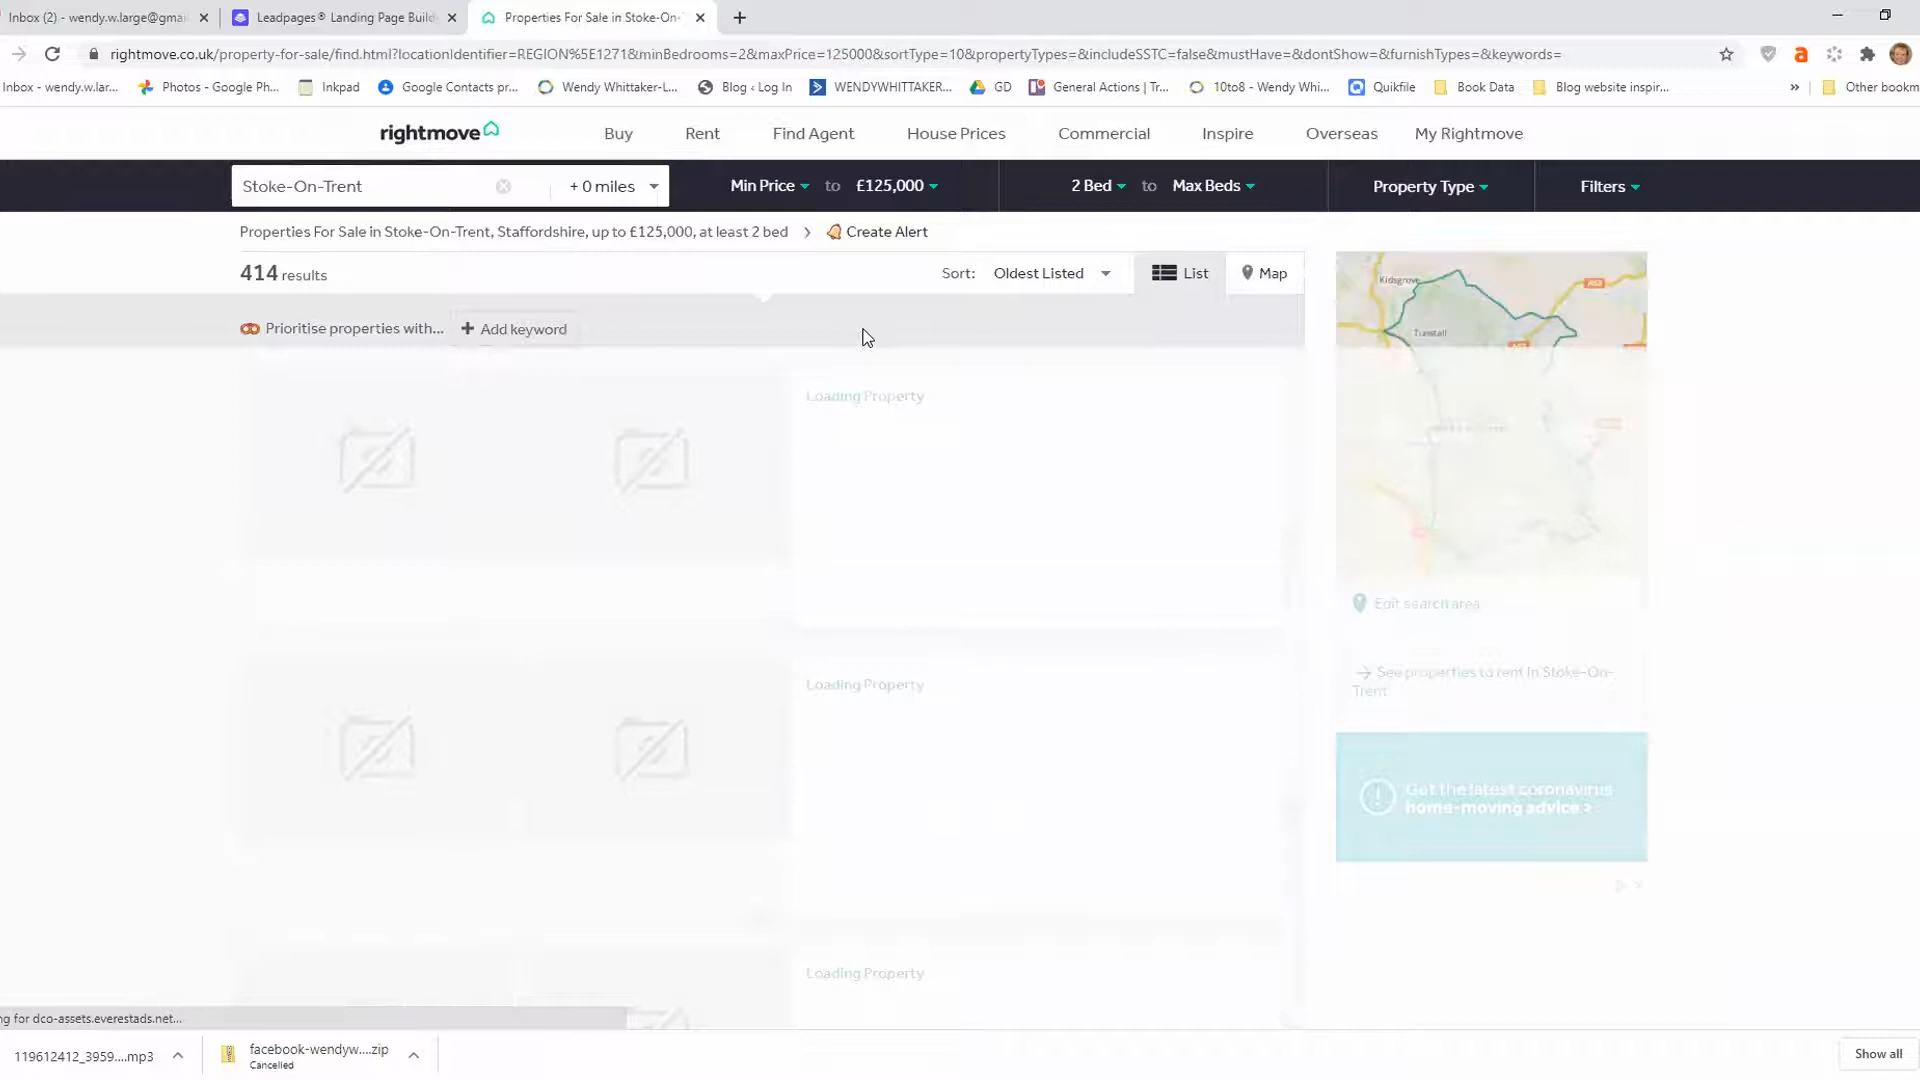 Inbox (2) - wendy.w.large@gmai
Leadpages® Landing Page Build
Properties For Sale in Stoke-On-
rightmove.co.uk/property-for-sale/find.html?locationIdentifier=REGION%5E1271&minBedrooms=2&maxPrice=125000&sortType=10&propertyTypes=&includeSSTC=false&mustHave=&dontShow=&furnishTypes=&keywords=
Inbox - wendy.w.lar... Photos - Google Ph... Inkpad Google Contacts pr... Wendy Whittaker-L... Blog ‹ Log In WENDYWHITTAKER... GD General Actions | Tr... 10to8 - Wendy Whi... Quikfile Book Data Blog website inspir... » Other bookm
rightmove Buy Rent Find Agent House Prices Commercial Inspire Overseas My Rightmove
Stoke-On-Trent + 0 miles Min Price to £125,000 2 Bed to Max Beds Property Type Filters
Properties For Sale in Stoke-On-Trent, Staffordshire, up to £125,000, at least 2 bed > Create Alert
414 results Sort: Oldest Listed List Map
Kidsgrove
Prioritise properties with... + Add keyword
Tunstall
Loading Property
Edit search area
→ See properties to rent in Stoke-On-
Trent
Loading Property
Get the latest coronavirus
home-moving advice >
Loading Property
ng for dco-assets.everestads.net...
119612412_3959....mp3
facebook-wendyw....zip
Cancelled
Show all